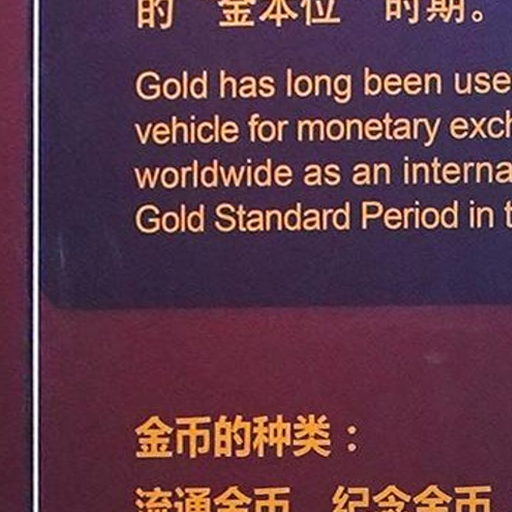 的"金本位"时期。
Gold has long been use
vehicle for monetary exch
worldwide as an interna
Gold Standard Period in t
金币的种类：
流通金币 纪念金币